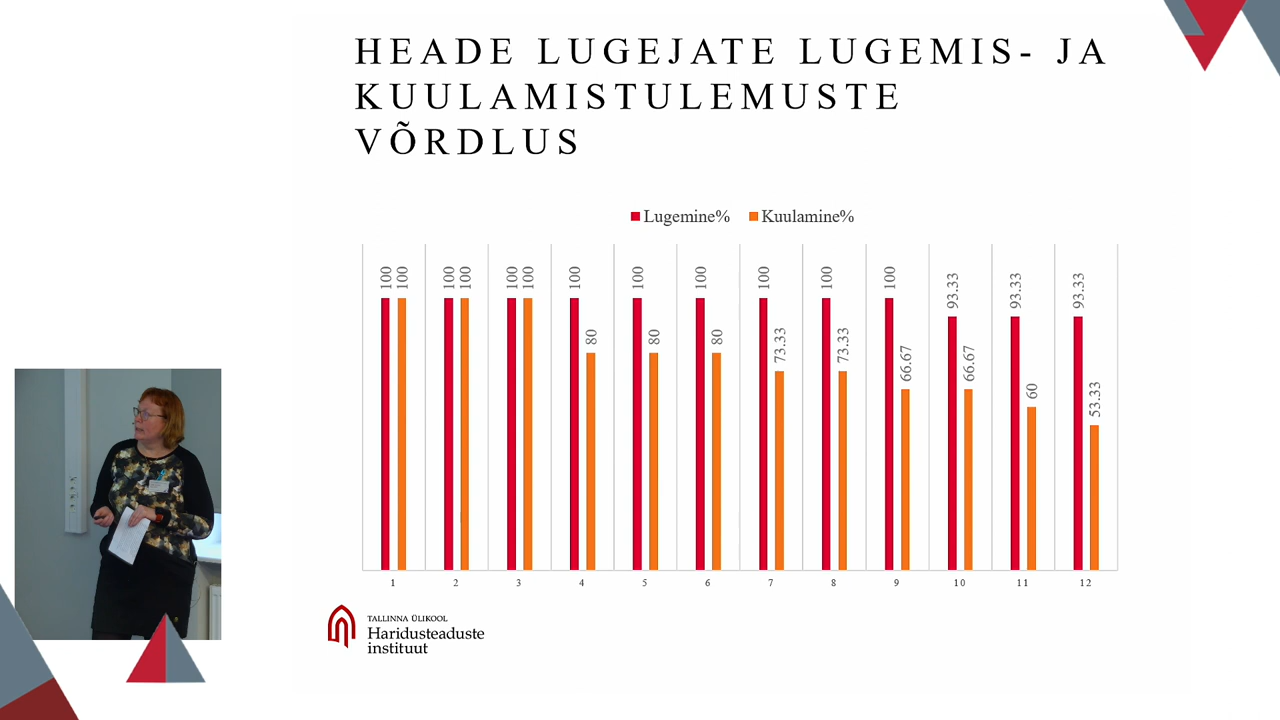 HEADE LUGEJATE LUGEMIS- JA
KUULAMISTULEMUSTE
VÕRDLUS
Lugemine% Kuulamine%
100 100 100 100 100 100 100 80 100 80 100 80 100 73.33 100 73.33 100 66.67 93.33 66.67 93.33 60 93.33 53.33
1 2 3 4 5 6 7 8 9 10 11 12
TALLINNA ÜLIKOOL
Haridusteaduste
instituut